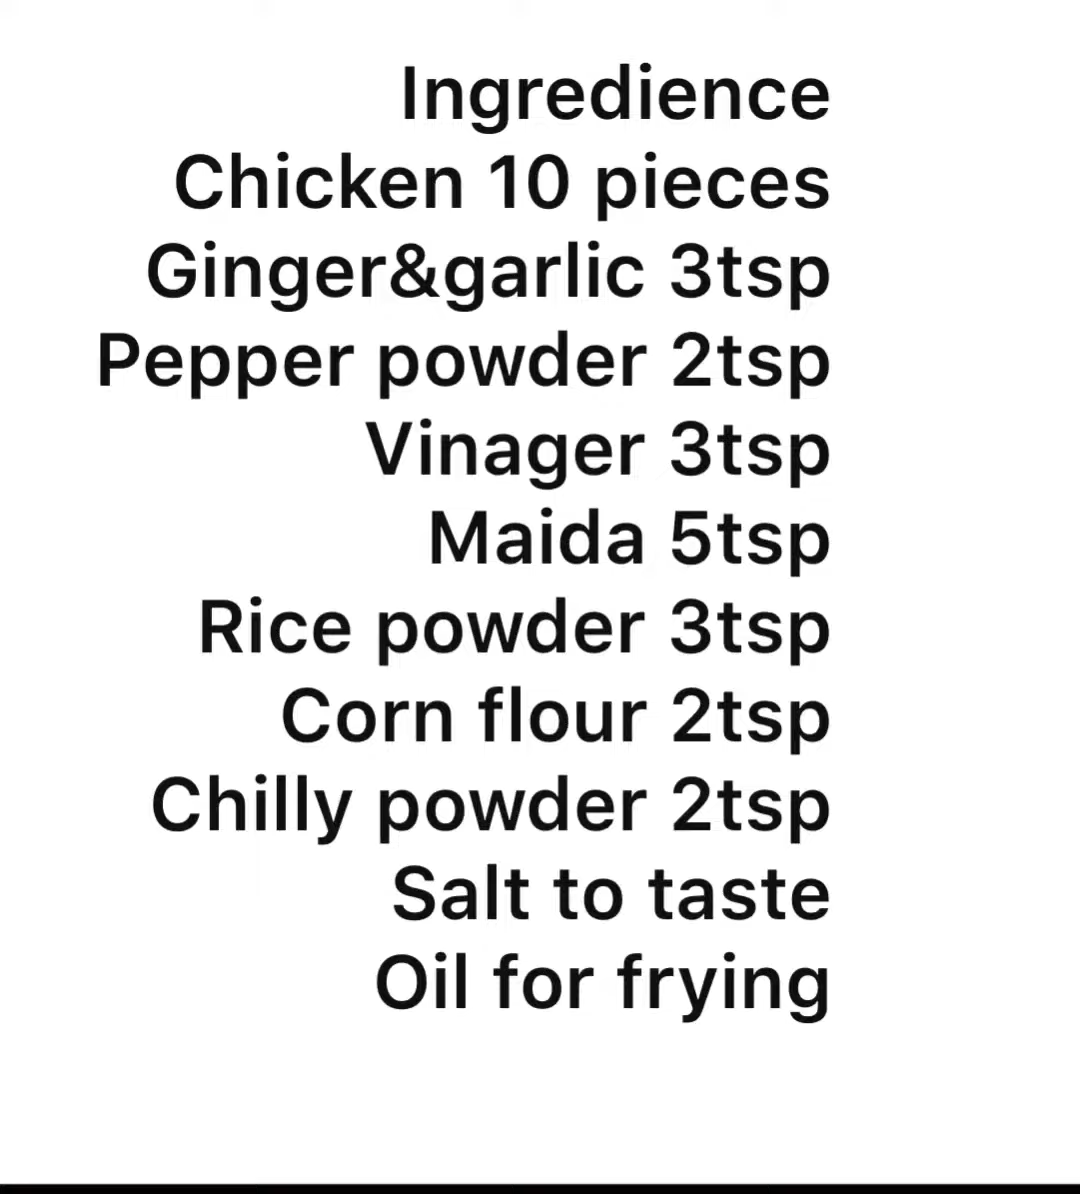 Ingredience
Chicken 10 pieces
Ginger&garlic 3tsp
Pepper powder 2tsp
Vinager 3tsp
Maida 5tsp
Rice powder 3tsp
Corn flour 2tsp
Chilly powder 2tsp
Salt to taste
Oil for frying